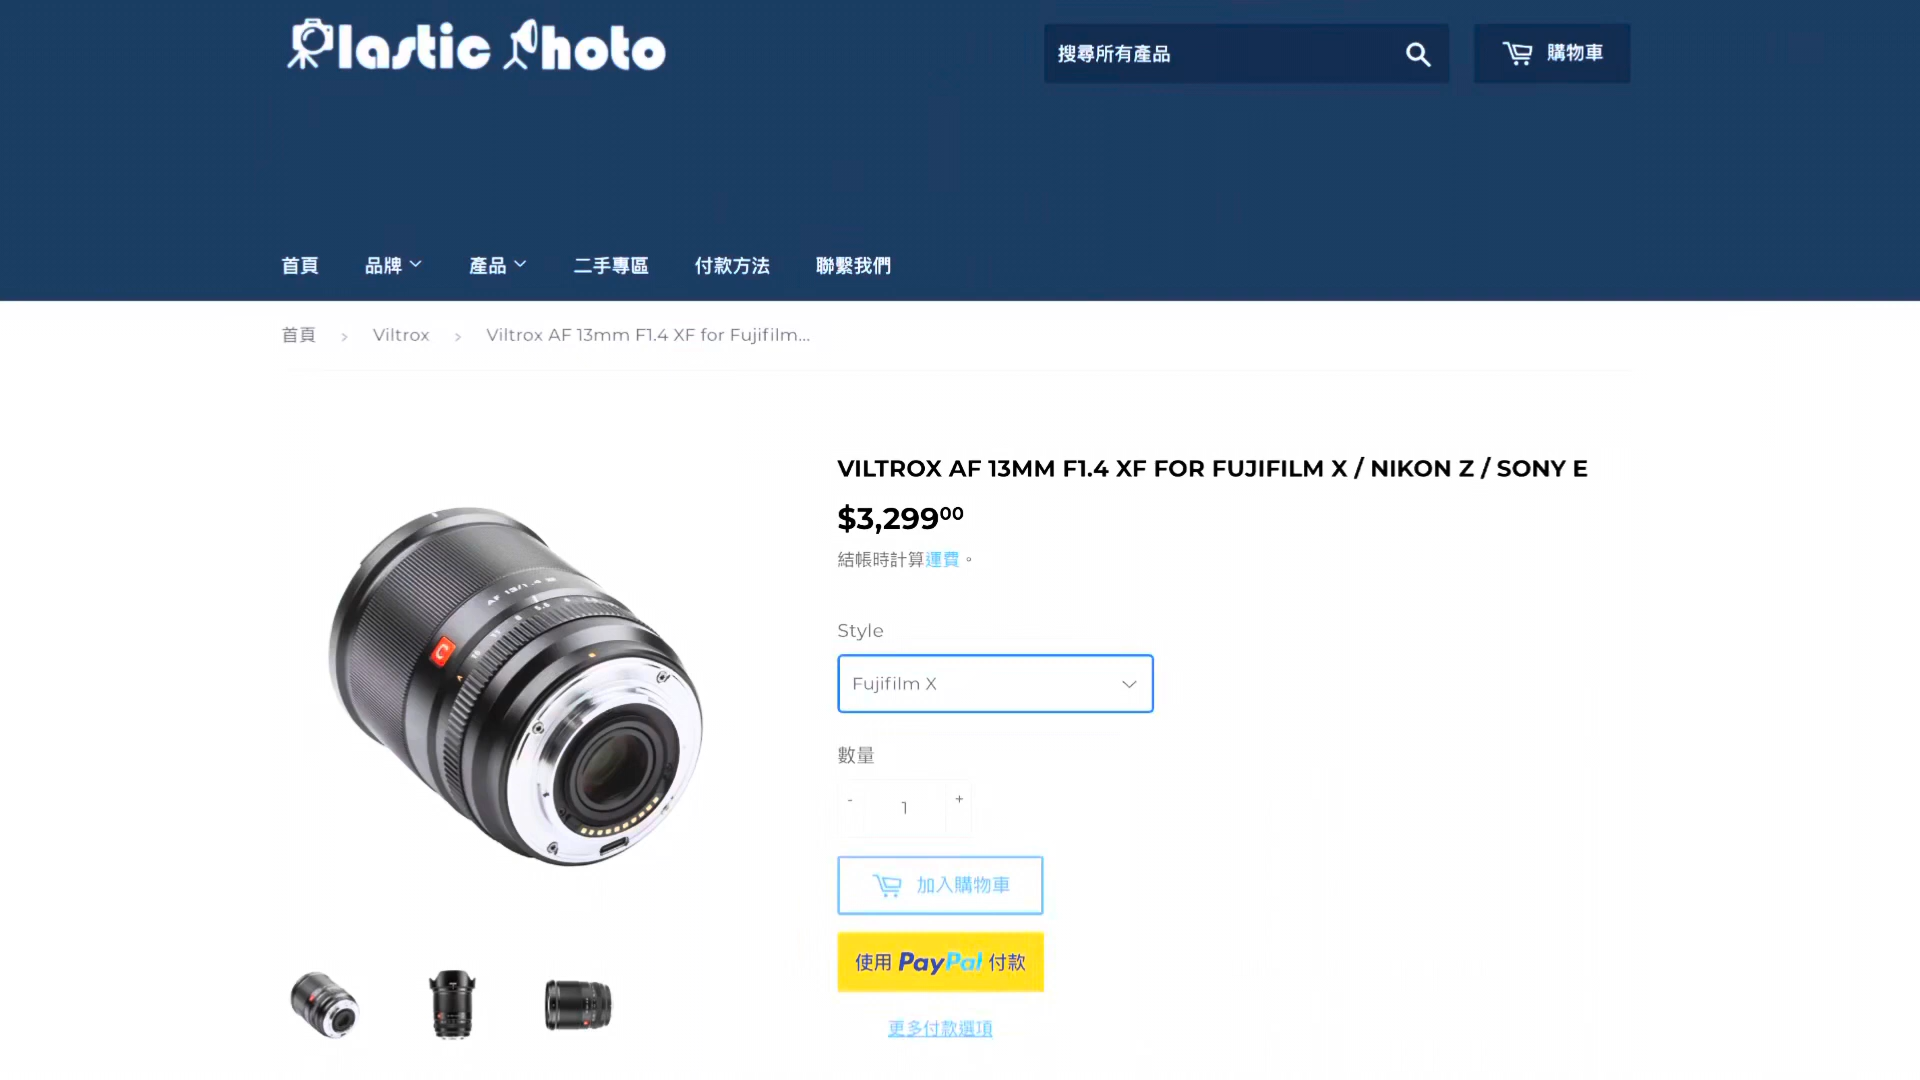 Plastic Photo
搜尋所有產品
購物車
首頁 品牌 產品 二手專區 付款方法 聯繫我們
首頁 › Viltrox › Viltrox AF 13mm F1.4 XF for Fujifilm...
VILTROX AF 13MM F1.4 XF FOR FUJIFILM X / NIKON Z / SONY E
$3,29900
結帳時計算運費。
Style
Fujifilm X
數量
- 1 +
加入購物車
使用 PayPal 付款
更多付款選項
AF 13/1.4
C